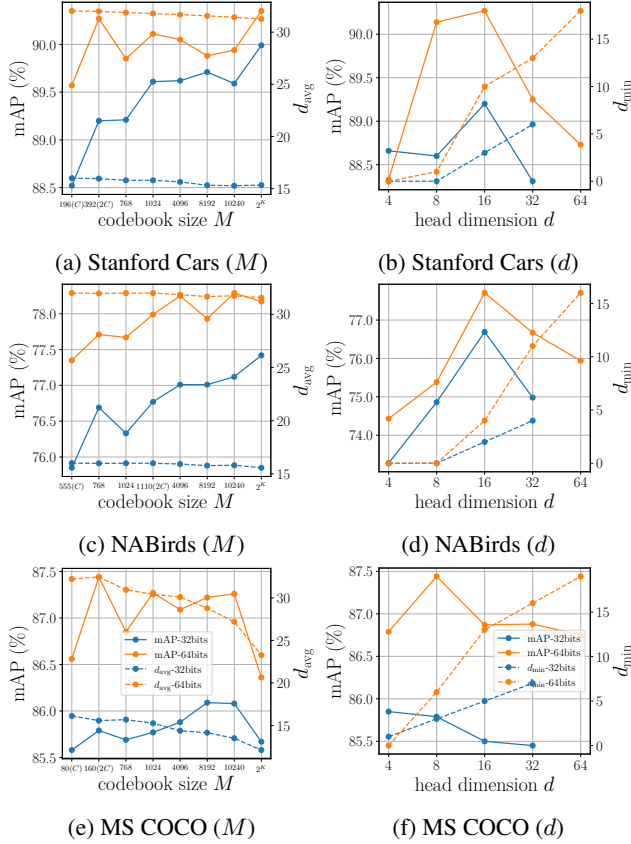 90.0
89.5
89.0
88.5
mAP (%)
30
25
20
15
d_avg
196(C) 392(2C) 768 1024 4096 8192 10240 2^K
codebook size M
(a) Stanford Cars (M)
90.0
89.5
89.0
88.5
mAP (%)
15
10
5
0
d_min
4 8 16 32 64
head dimension d
(b) Stanford Cars (d)
78.0
77.5
77.0
76.5
76.0
mAP (%)
30
25
20
15
d_avg
555(C) 768 1024 1110(2C) 4096 8192 10240 2^K
codebook size M
(c) NABirds (M)
77.0
76.0
75.0
74.0
mAP (%)
15
10
5
0
d_min
4 8 16 32 64
head dimension d
(d) NABirds (d)
87.5
87.0
86.5
86.0
85.5
mAP (%)
30
25
20
15
d_avg
mAP-32bits
mAP-64bits
d_avg-32bits
d_avg-64bits
80(C) 160(2C) 768 1024 4096 8192 10240 2^K
codebook size M
(e) MS COCO (M)
87.5
87.0
86.5
86.0
85.5
mAP (%)
15
10
5
0
d_min
mAP-32bits
mAP-64bits
d_min-32bits
d_min-64bits
4 8 16 32 64
head dimension d
(f) MS COCO (d)